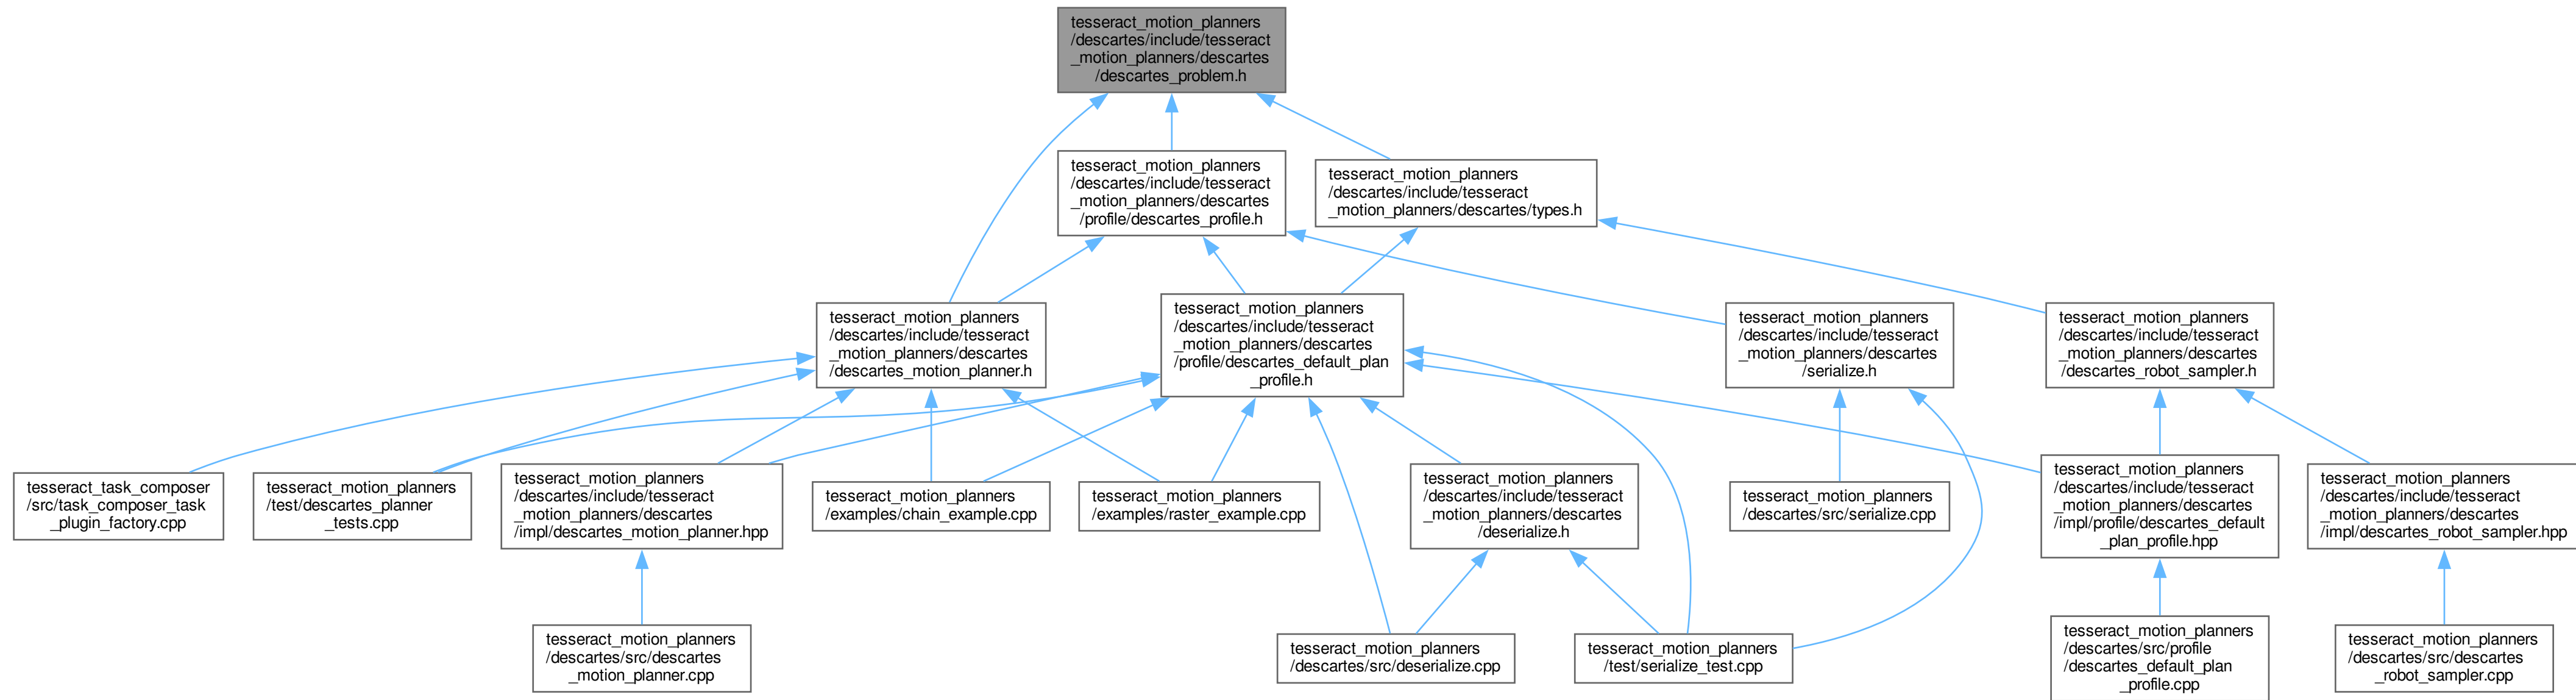 tesseract_motion_planners
/descartes/include/tesseract
_motion_planners/descartes
/descartes_problem.h
tesseract_motion_planners
/descartes/include/tesseract
_motion_planners/descartes
/profile/descartes_profile.h
tesseract_motion_planners
/descartes/include/tesseract
_motion_planners/descartes/types.h
tesseract_motion_planners
/descartes/include/tesseract
_motion_planners/descartes
/descartes_motion_planner.h
tesseract_motion_planners
/descartes/include/tesseract
_motion_planners/descartes
/profile/descartes_default_plan
_profile.h
tesseract_motion_planners
/descartes/include/tesseract
_motion_planners/descartes
/serialize.h
tesseract_motion_planners
/descartes/include/tesseract
_motion_planners/descartes
/descartes_robot_sampler.h
tesseract_task_composer
/src/task_composer_task
_plugin_factory.cpp
tesseract_motion_planners
/test/descartes_planner
_tests.cpp
tesseract_motion_planners
/descartes/include/tesseract
_motion_planners/descartes
/impl/descartes_motion_planner.hpp
tesseract_motion_planners
/examples/chain_example.cpp
tesseract_motion_planners
/examples/raster_example.cpp
tesseract_motion_planners
/descartes/include/tesseract
_motion_planners/descartes
/deserialize.h
tesseract_motion_planners
/descartes/src/serialize.cpp
tesseract_motion_planners
/descartes/include/tesseract
_motion_planners/descartes
/impl/profile/descartes_default
_plan_profile.hpp
tesseract_motion_planners
/descartes/include/tesseract
_motion_planners/descartes
/impl/descartes_robot_sampler.hpp
tesseract_motion_planners
/descartes/src/descartes
_motion_planner.cpp
tesseract_motion_planners
/descartes/src/deserialize.cpp
tesseract_motion_planners
/test/serialize_test.cpp
tesseract_motion_planners
/descartes/src/profile
/descartes_default_plan
_profile.cpp
tesseract_motion_planners
/descartes/src/descartes
_robot_sampler.cpp